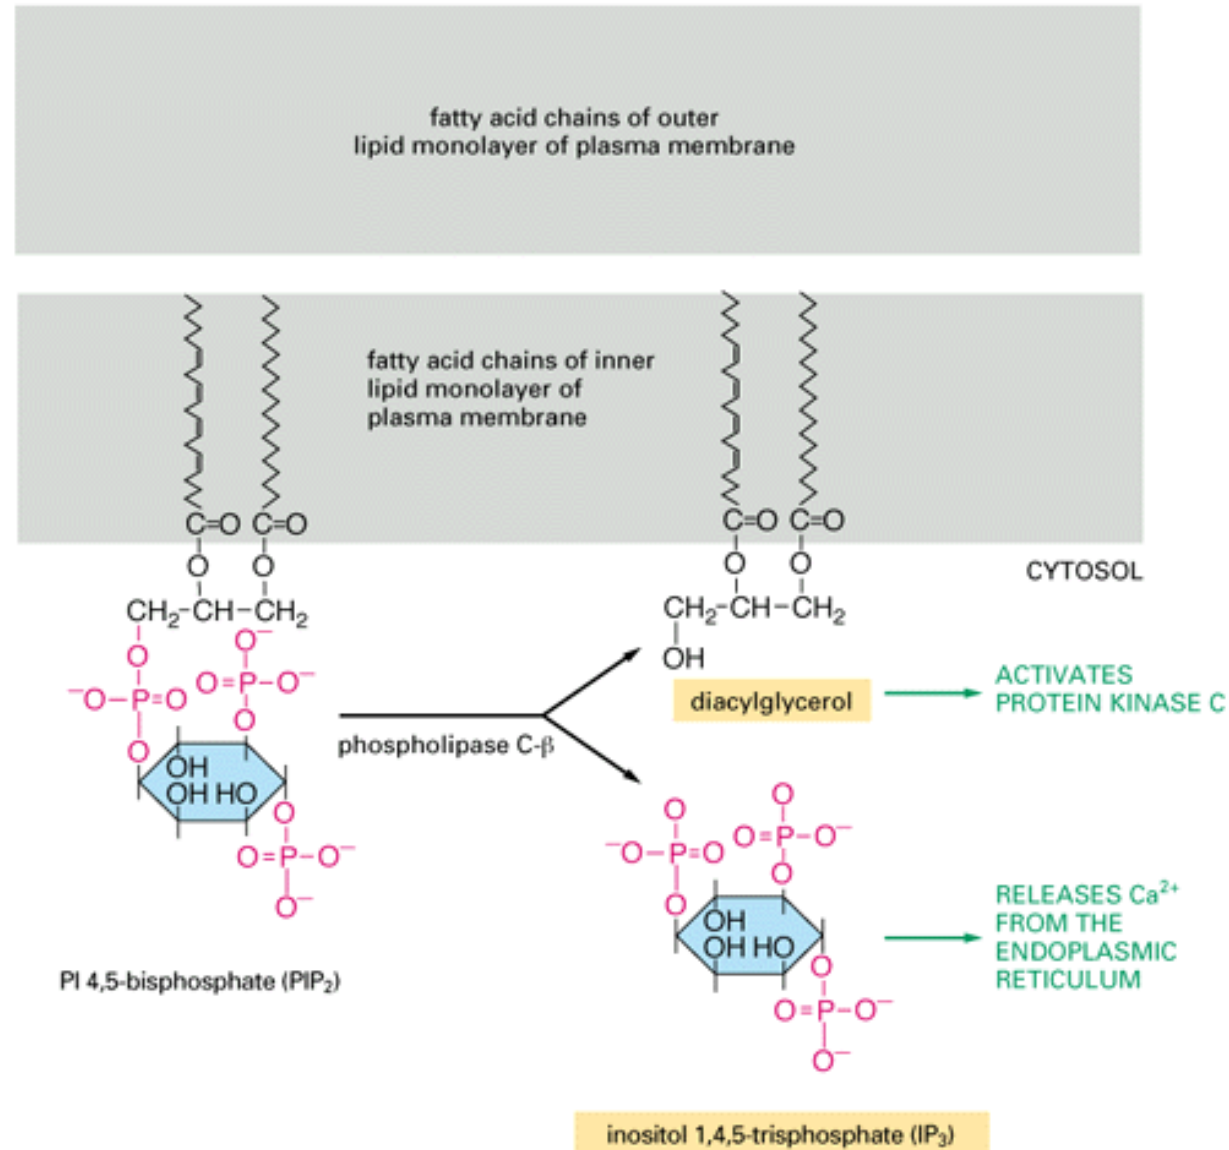 fatty acid chains of outer
lipid monolayer of plasma membrane
fatty acid chains of inner
lipid monolayer of
plasma membrane
C=O C=O
O O
CH₂-CH-CH₂
O
⁻O-P=O
O
O⁻
O=P-O⁻
O
OH
OH HO
O
O=P-O⁻
O⁻
PI 4,5-bisphosphate (PIP₂)
phospholipase C-β
C=O C=O
O O
CH₂-CH-CH₂
OH
CYTOSOL
diacylglycerol
ACTIVATES
PROTEIN KINASE C
O
⁻O-P=O
O
O
O=P-O⁻
O
OH
OH HO
O
O=P-O⁻
O⁻
RELEASES Ca²⁺
FROM THE
ENDOPLASMIC
RETICULUM
inositol 1,4,5-trisphosphate (IP₃)